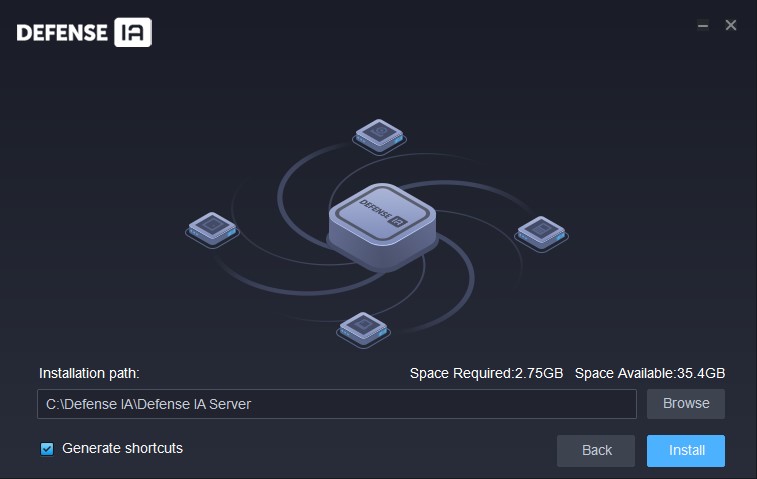 DEFENSE IA
DEFENSE IA
Installation path:
Space Required:2.75GB Space Available:35.4GB
C:\Defense IA\Defense IA Server
Browse
Generate shortcuts
Back
Install